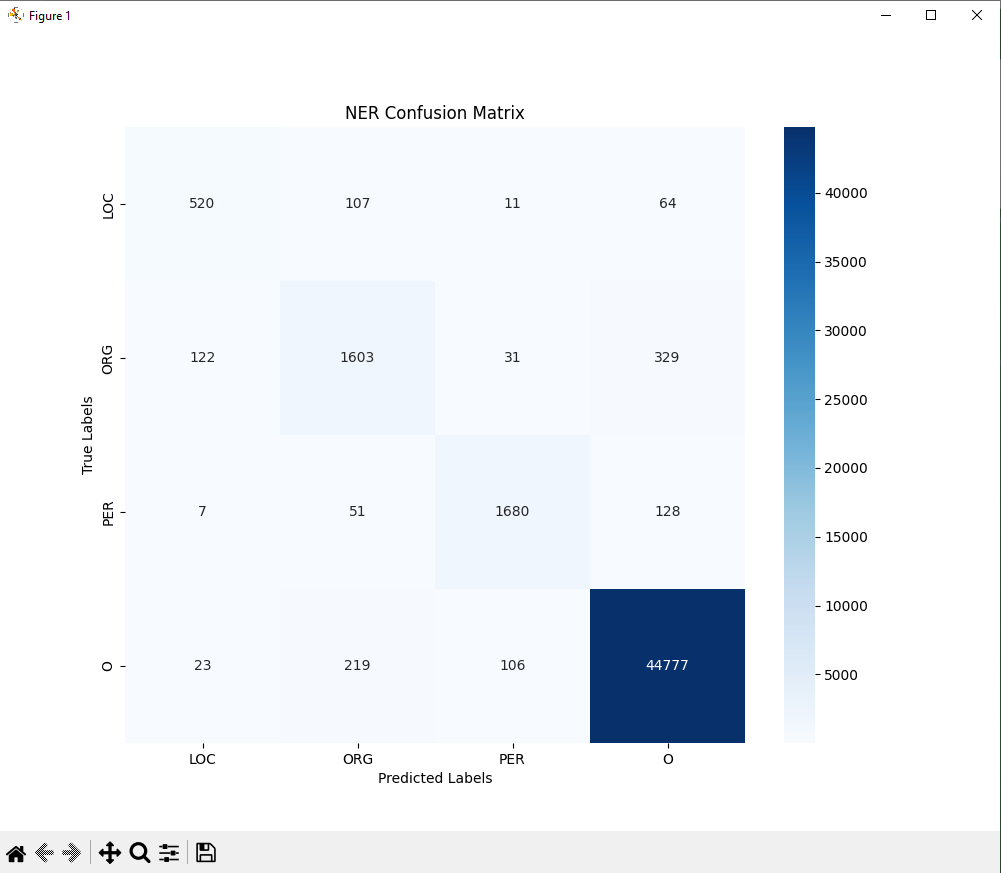 Figure 1
NER Confusion Matrix
LOC 520 107 11 64
ORG 122 1603 31 329
PER 7 51 1680 128
O 23 219 106 44777
LOC ORG PER O
Predicted Labels
True Labels
40000
35000
30000
25000
20000
15000
10000
5000